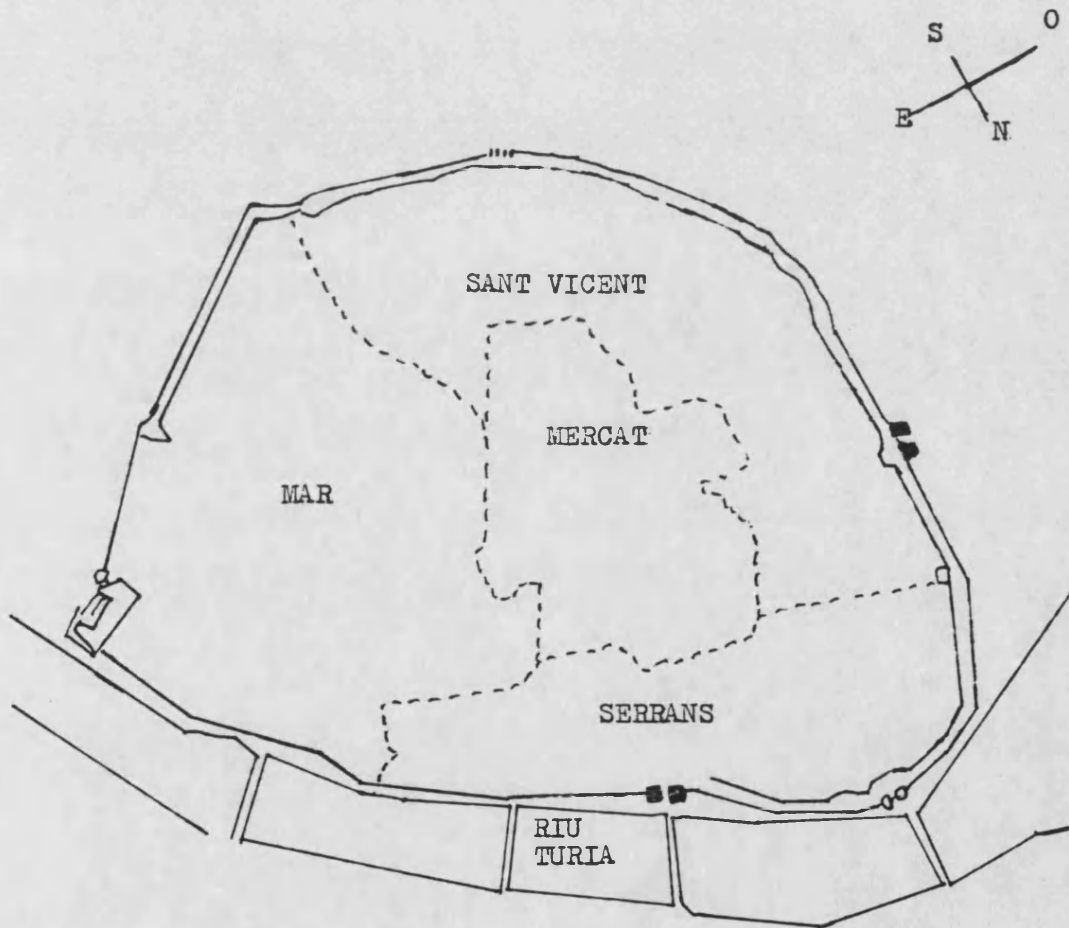 O
S
E
N
SANT VICENT
MERCAT
MAR
SERRANS
RIU
TURIA